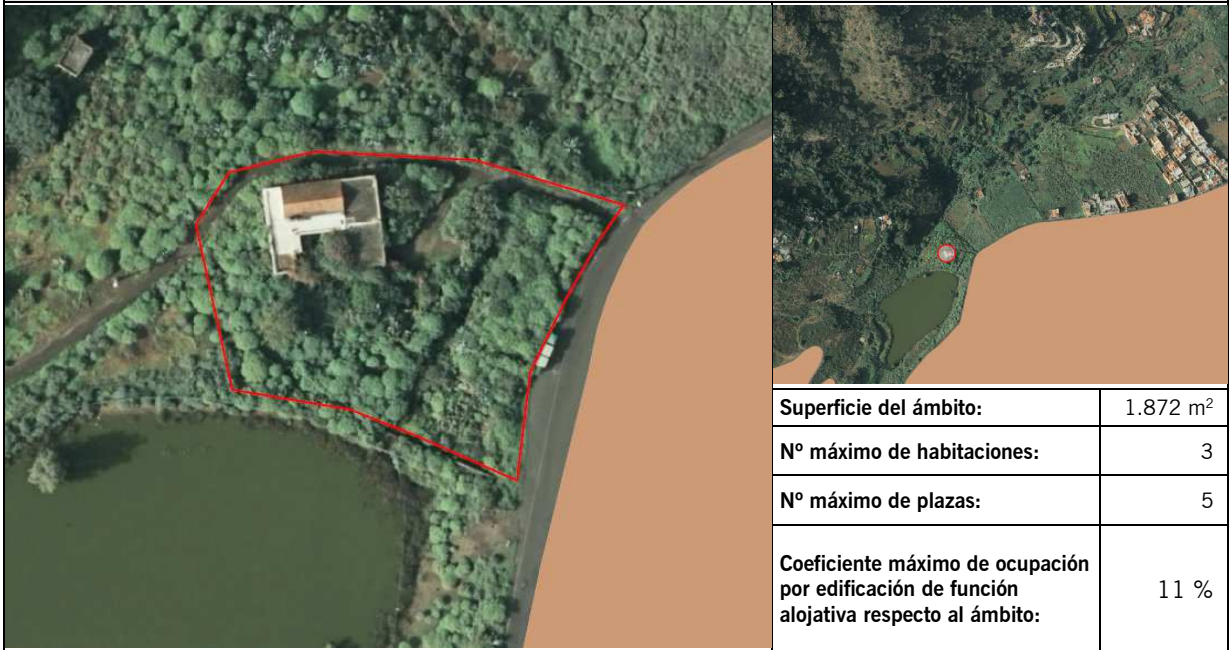 Superficie del ámbito: 1.872 m²
Nº máximo de habitaciones: 3
Nº máximo de plazas: 5
Coeficiente máximo de ocupación
por edificación de función
alojativa respecto al ámbito: 11 %